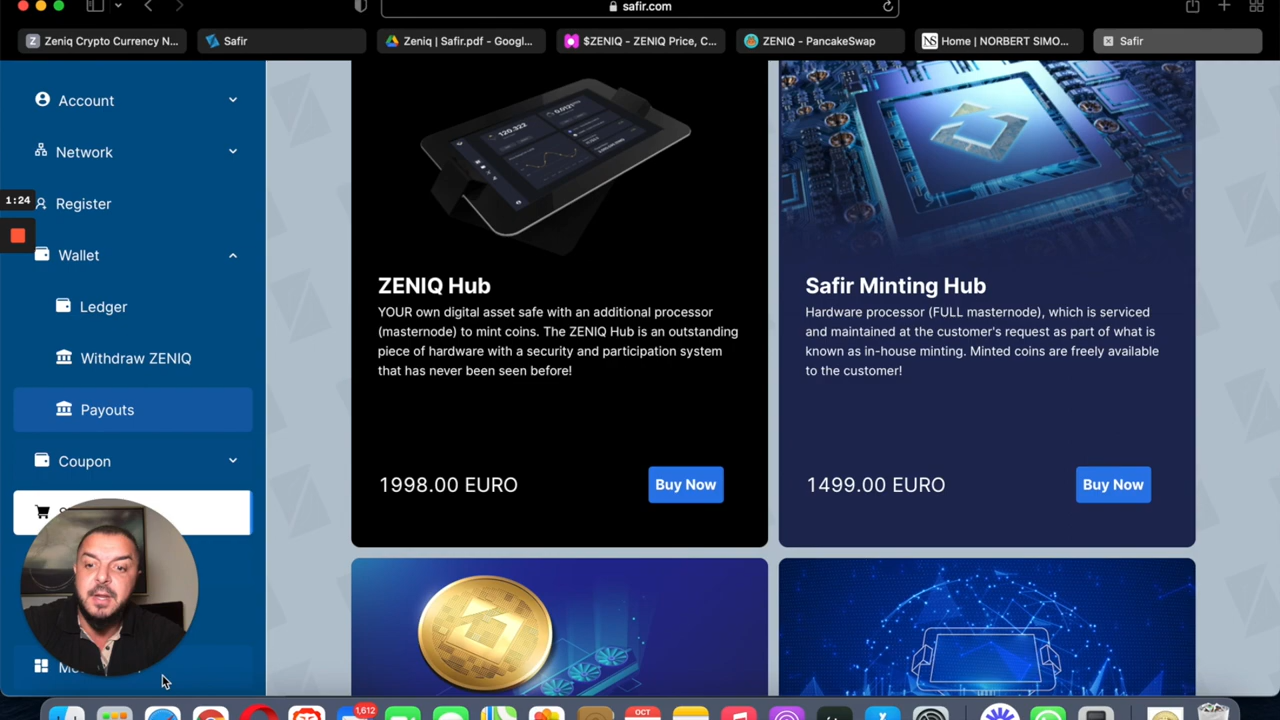 safir.com
Zeniq Crypto Currency N...
Safir
Zeniq | Safir.pdf - Googl...
$ZENIQ - ZENIQ Price, C...
ZENIQ - PancakeSwap
Home | NORBERT SIMO...
Safir
Account
Network
1:24
Register
Wallet
Ledger
Withdraw ZENIQ
Payouts
Coupon
120.322
ZENIQ Hub
YOUR own digital asset safe with an additional processor
(masternode) to mint coins. The ZENIQ Hub is an outstanding
piece of hardware with a security and participation system
that has never been seen before!
1998.00 EURO
Buy Now
Safir Minting Hub
Hardware processor (FULL masternode), which is serviced
and maintained at the customer's request as part of what is
known as in-house minting. Minted coins are freely available
to the customer!
1499.00 EURO
Buy Now
1,612
OCT